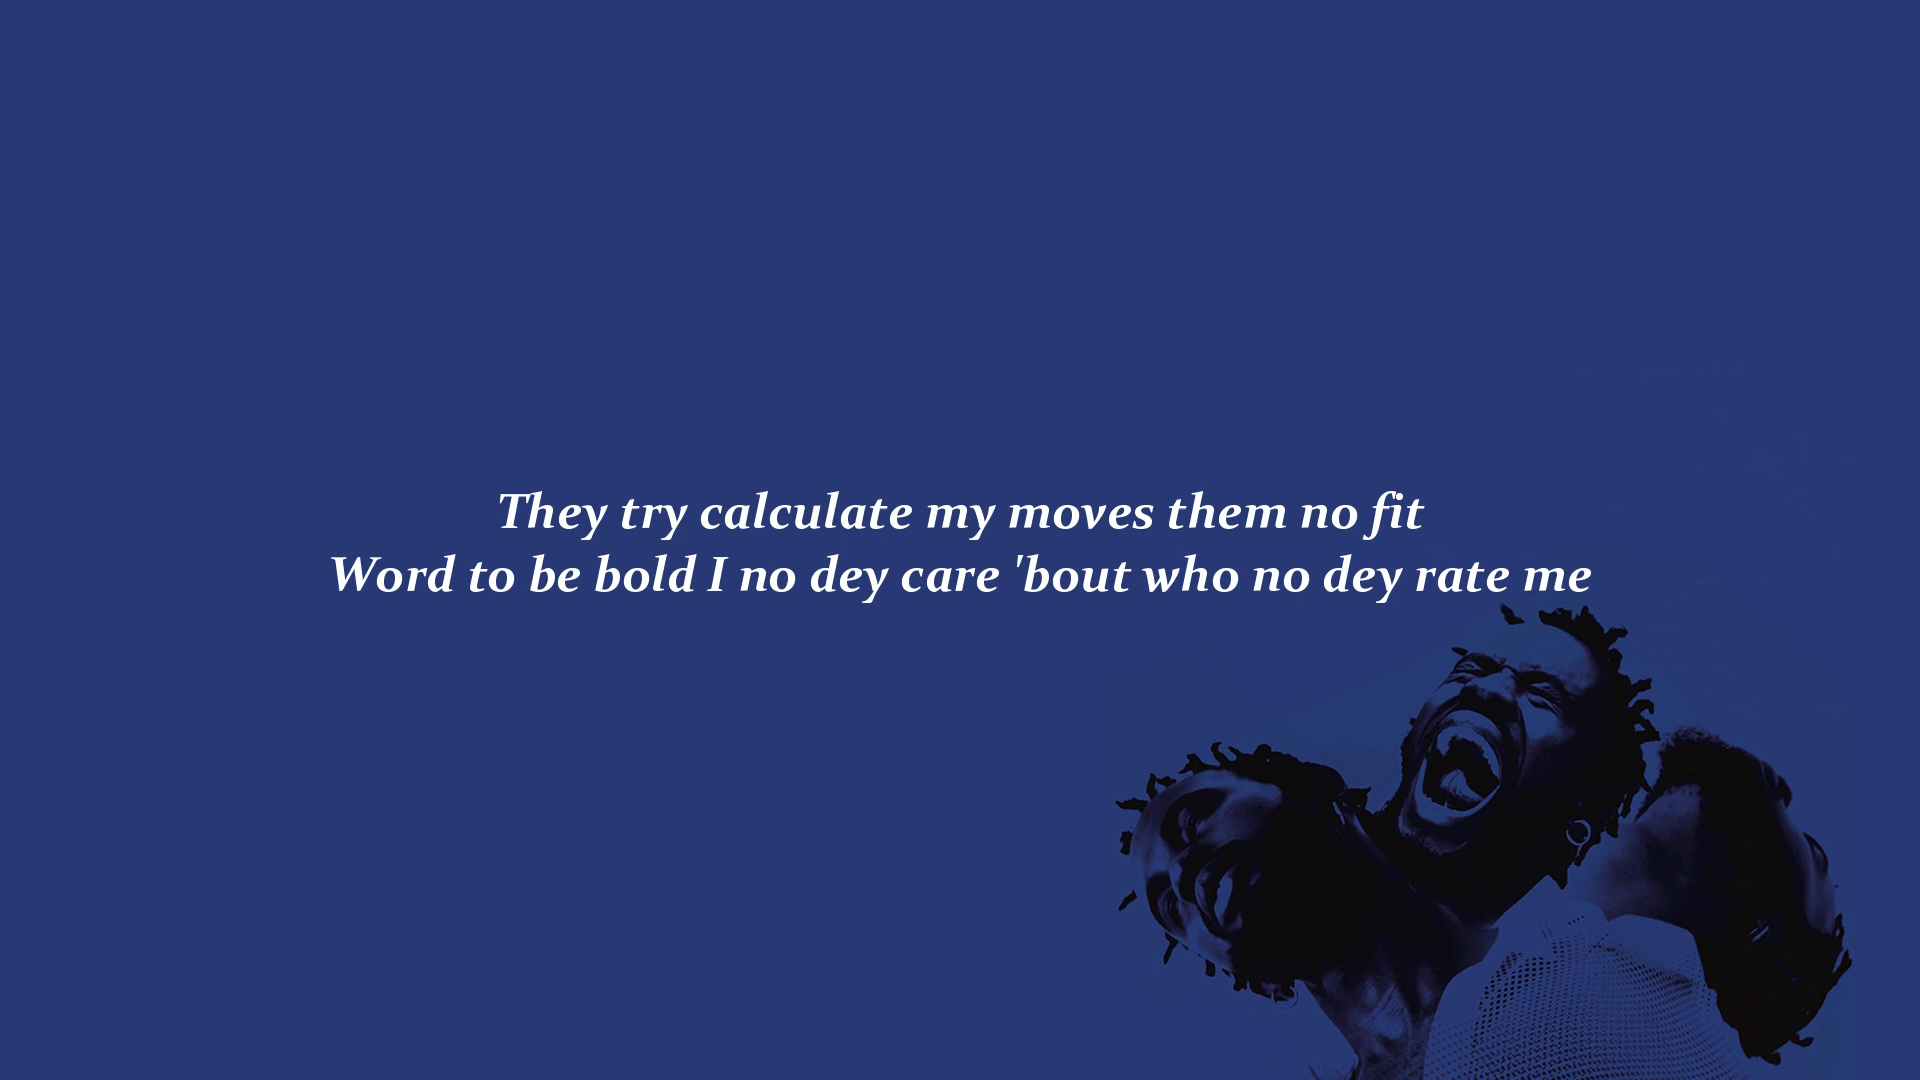 They try calculate my moves them no fit
Word to be bold I no dey care 'bout who no dey rate me